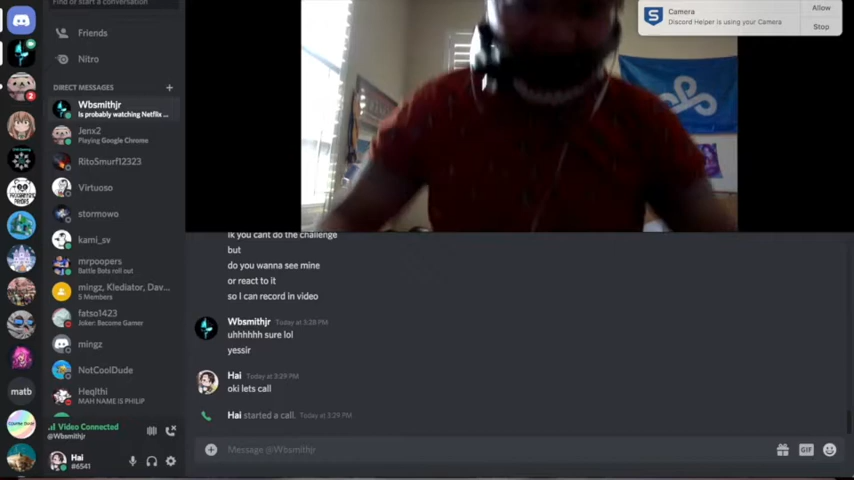 Find or start a conversation
Camera
Discord Helper is using your Camera
Allow
Stop
Friends
Nitro
DIRECT MESSAGES
Wbsmithjr
Is probably watching Netflix ...
Jenx2
Playing Google Chrome
RitoSmurf12323
Virtuoso
stormowo
kami_sv
mrpoopers
Battle Bots roll out
mingz, Klediator, Dav...
5 Members
fatso1423
Joker: Become Gamer
mingz
NotCoolDude
Heqlthi
MAH NAME IS PHILIP
matb
2
Video Connected
@Wbsmithjr
Hai
#6541
Ik you cant do the challenge
but
do you wanna see mine
or react to it
so I can record in video
Wbsmithjr Today at 3:28 PM
uhhhhhh sure lol
yessir
Hai Today at 3:29 PM
oki lets call
Hai started a call. Today at 3:29 PM
Message @Wbsmithjr
GIF